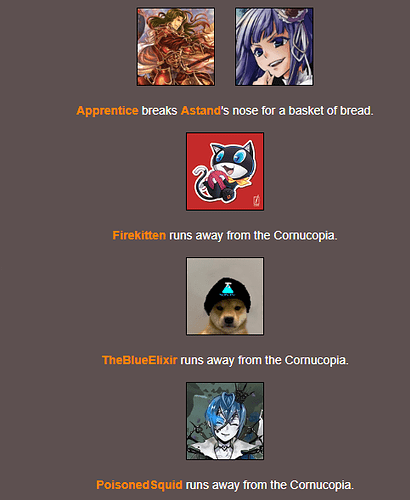 Apprentice breaks Astand's nose for a basket of bread.
Firekitten runs away from the Cornucopia.
TheBlueElixir runs away from the Cornucopia.
PoisonedSquid runs away from the Cornucopia.